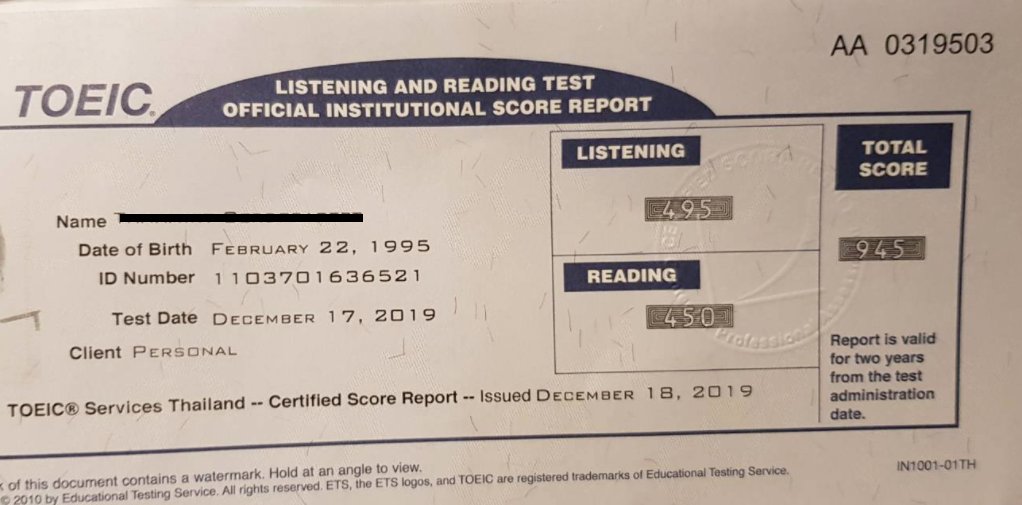 AA 0319503
TOEIC®
LISTENING AND READING TEST
OFFICIAL INSTITUTIONAL SCORE REPORT
LISTENING
495
READING
450
TOTAL
SCORE
945
Name
Date of Birth FEBRUARY 22, 1995
ID Number 1103701636521
Test Date DECEMBER 17, 2019
Client PERSONAL
Report is valid
for two years
from the test
administration
date.
TOEIC® Services Thailand -- Certified Score Report -- Issued DECEMBER 18, 2019
of this document contains a watermark. Hold at an angle to view.
© 2010 by Educational Testing Service. All rights reserved. ETS, the ETS logos, and TOEIC are registered trademarks of Educational Testing Service.
IN1001-01TH
Professional